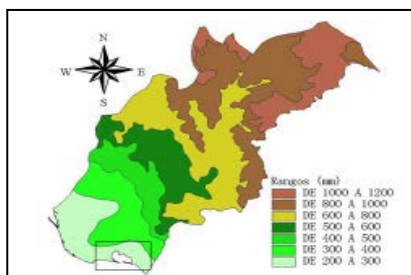 N
W E
S
Rangos (mm)
DE 1000 A 1200
DE 800 A 1000
DE 600 A 800
DE 500 A 600
DE 400 A 500
DE 300 A 400
DE 200 A 300